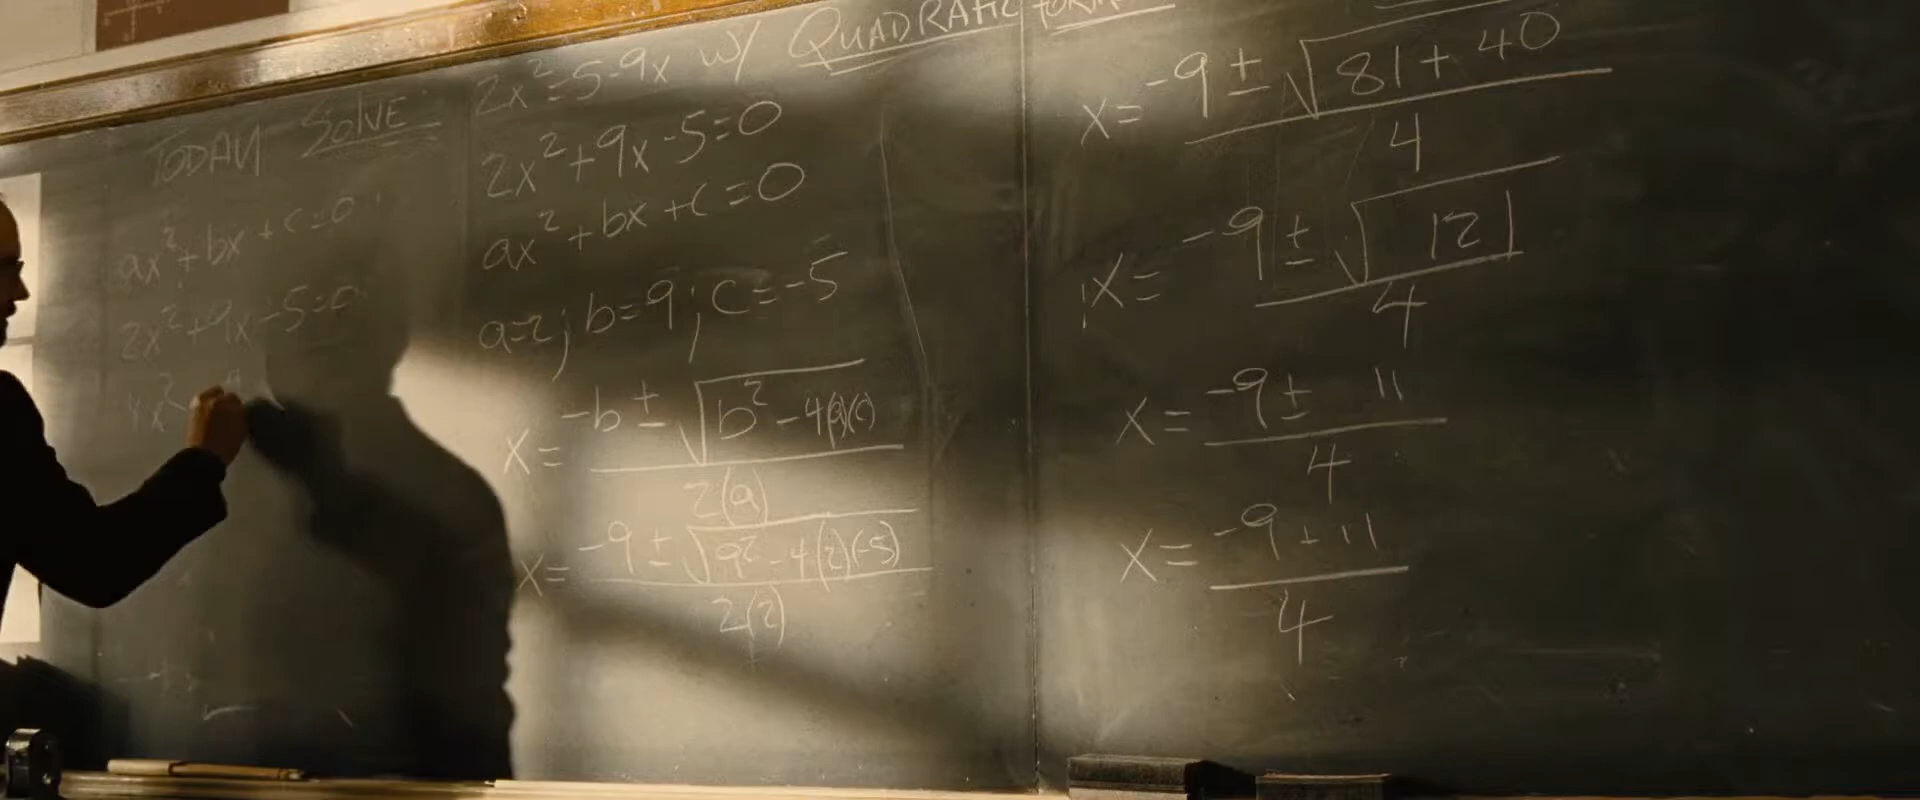 TODAY SOLVE
ax²+bx+c=0
2x²+9x-5=0
4x²
2x²=5-9x w/ QUADRATIC
2x²+9x-5=0
ax²+bx+c=0
a=2; b=9; c=-5
x= -b±√b²-4(a)(c)
2(a)
x= -9±√9²-4(2)(-5)
2(2)
x= -9±√81+40
4
x= -9±√121
4
x= -9± 11
4
x= -9±11
4